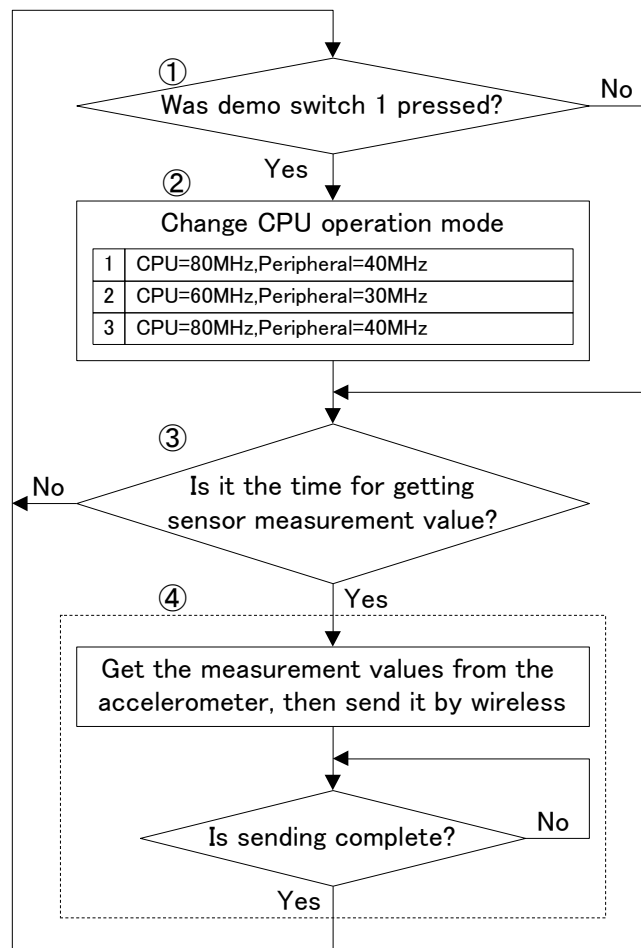 ①
Was demo switch 1 pressed?
No
Yes
②
Change CPU operation mode
1 CPU=80MHz,Peripheral=40MHz
2 CPU=60MHz,Peripheral=30MHz
3 CPU=80MHz,Peripheral=40MHz
③
No
Is it the time for getting
sensor measurement value?
④
Yes
Get the measurement values from the
accelerometer, then send it by wireless
Is sending complete?
No
Yes